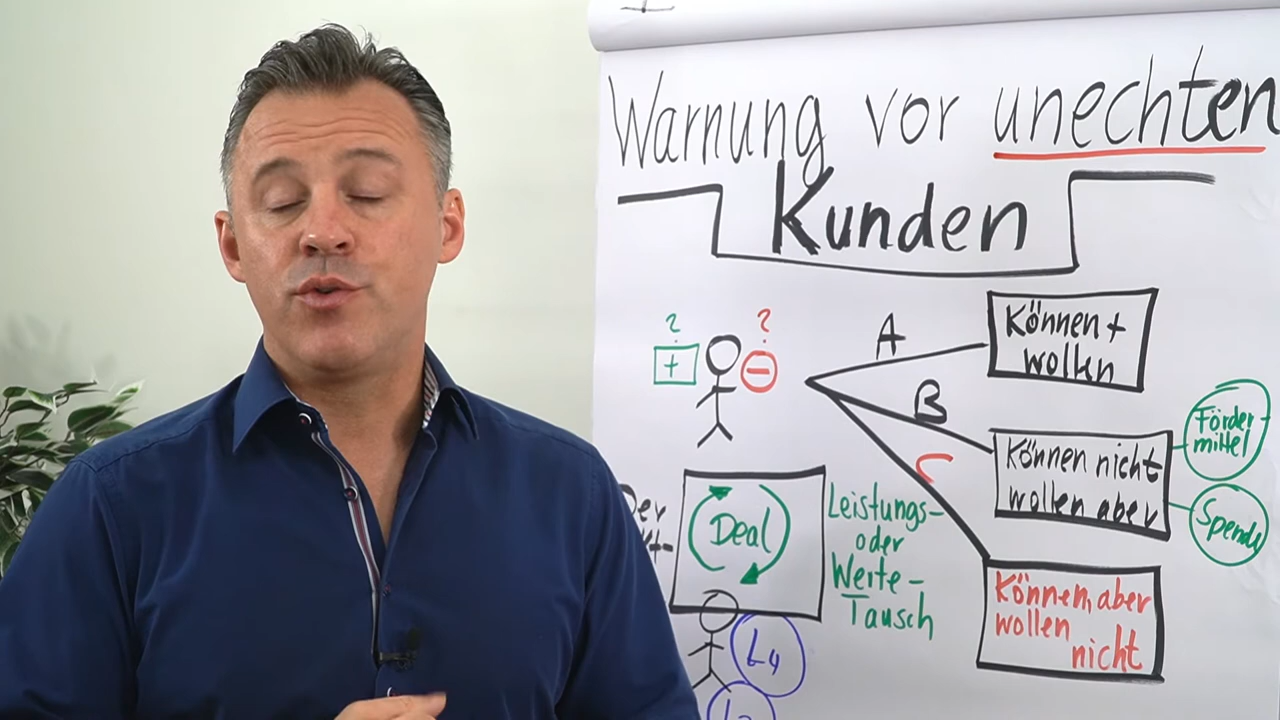 Warnung vor unechten
Kunden
? ?
+ −
A
Können +
wollen
B
Können nicht
wollen aber
Förder-
mittel
Spende
C
Können, aber
wollen
nicht
Deal
Leistungs-
oder
Werte-
Tausch
L4